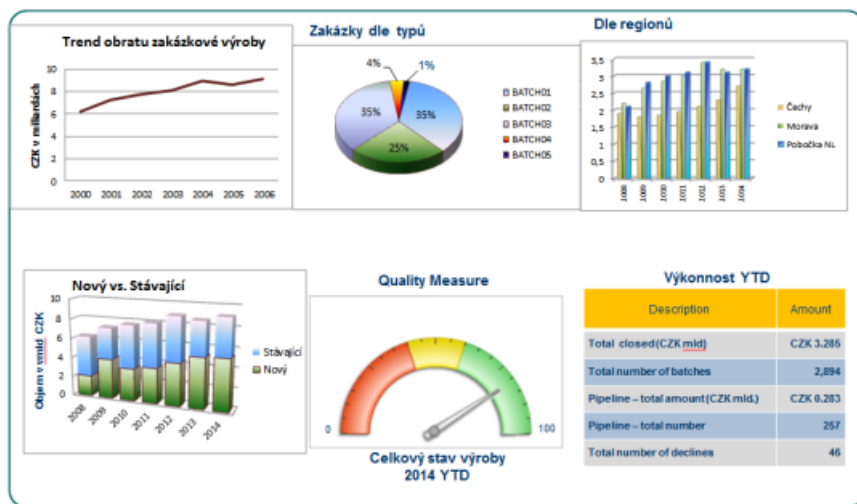 Trend obratu zakázkové výroby
CZK v miliardách
10
8
6
4
2
0
2000 2001 2002 2003 2004 2005 2006
Zakázky dle typů
4%
1%
35%
35%
25%
BATCH01
BATCH02
BATCH03
BATCH04
BATCH05
Dle regionů
3,5
3
2,5
2
1,5
1
0,5
0
Čechy
Morava
Pobočka NL
Nový vs. Stávající
Objem v mld CZK
10
8
6
4
2
0
2008 2009 2010 2011 2012 2013 2014
Stávající
Nový
Quality Measure
0
100
Celkový stav výroby
2014 YTD
Výkonnost YTD
Description Amount
Total closed(CZK mld) CZK 3.285
Total number of batches 2,894
Pipeline – total amount(CZK mld.) CZK 0.283
Pipeline – total number 257
Total number of declines 46